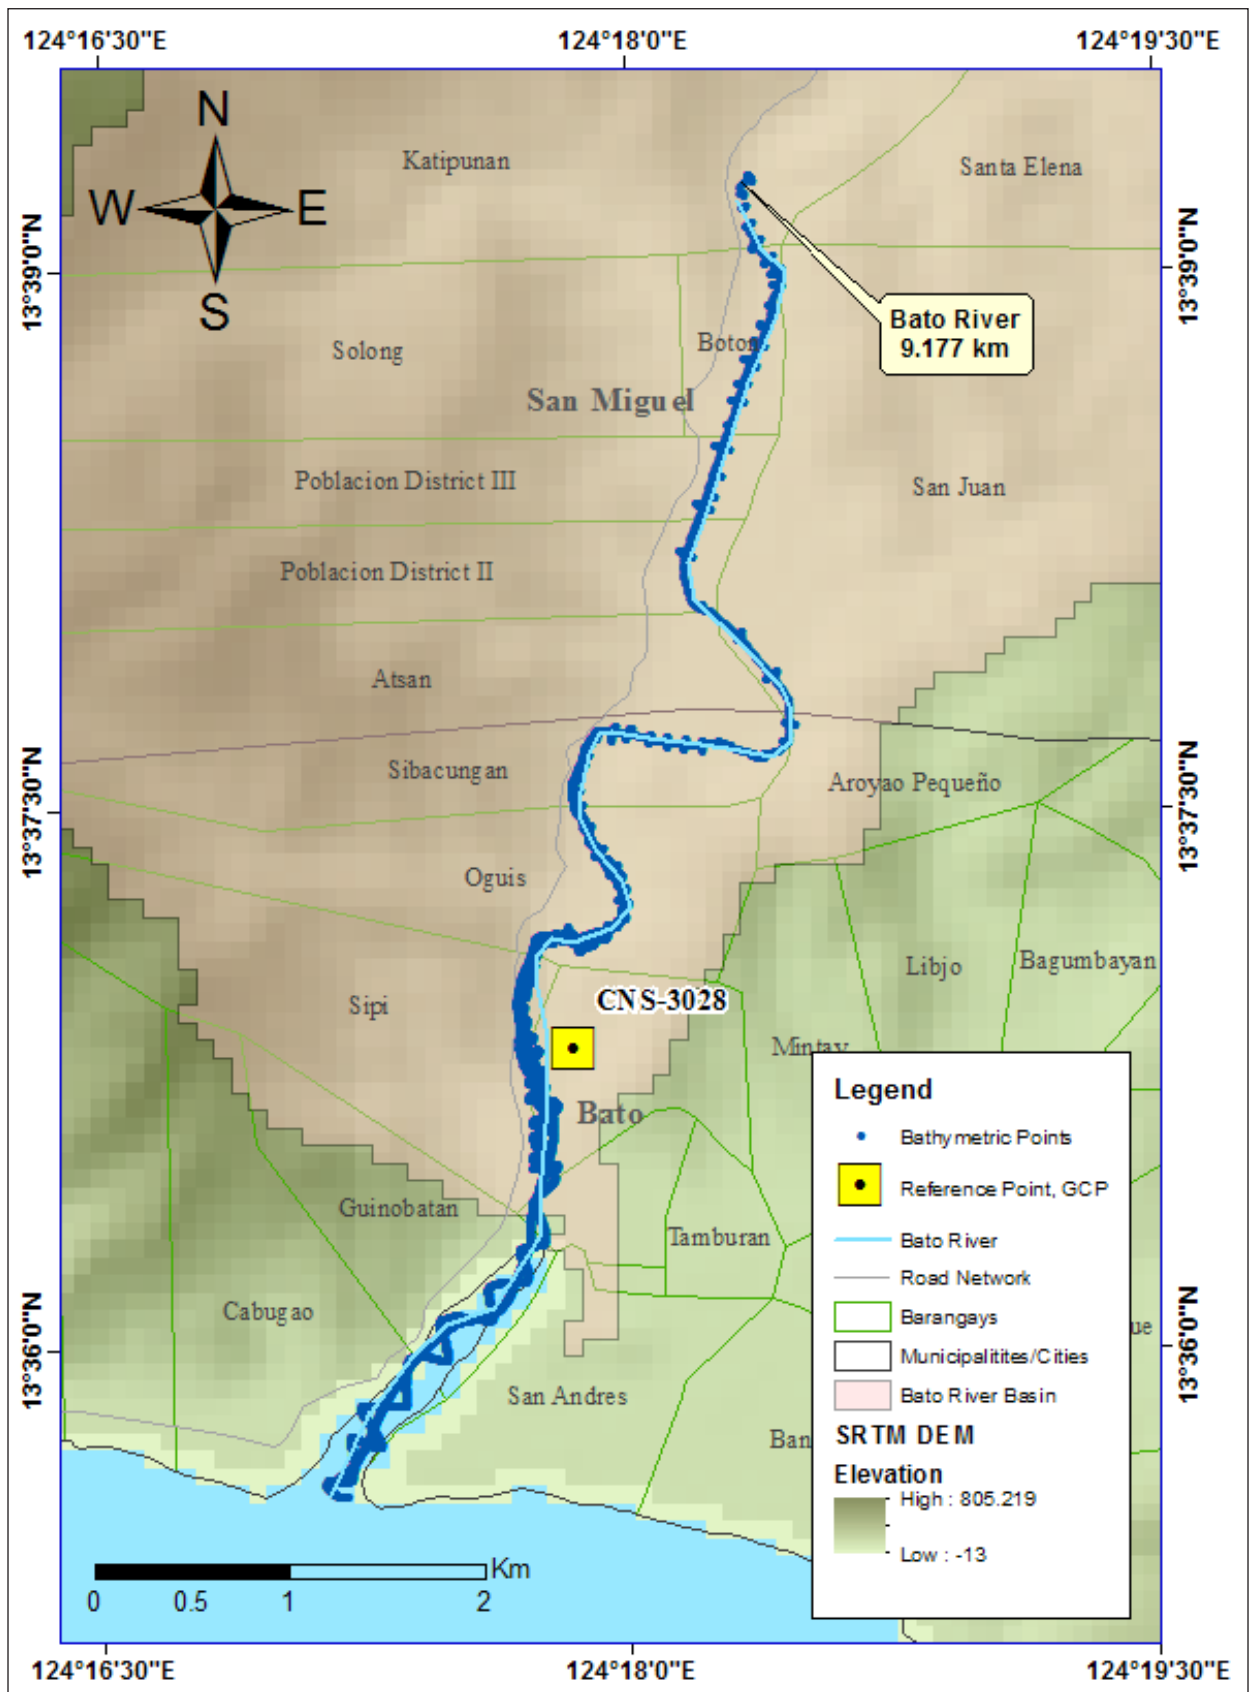 124°16'30"E
124°18'0"E
124°19'30"E
N
W
E
S
Katipunan
Santa Elena
13°39'0"N
13°39'0"N
Bato River
9.177 km
Solong
Boton
San Miguel
Poblacion District III
San Juan
Poblacion District II
Atsan
Sibacungan
Aroyao Pequeño
13°37'30"N
13°37'30"N
Oguis
Libjo
Bagumbayan
Sipi
CNS-3028
Mintay
Bato
Guinobatan
Tamburan
Cabugao
San Andres
Ban
ue
13°36'0"N
13°36'0"N
Legend
Bathymetric Points
Reference Point, GCP
Bato River
Road Network
Barangays
Municipalitites/Cities
Bato River Basin
SRTM DEM
Elevation
High : 805.219
Low : -13
Km
0
0.5
1
2
124°16'30"E
124°18'0"E
124°19'30"E